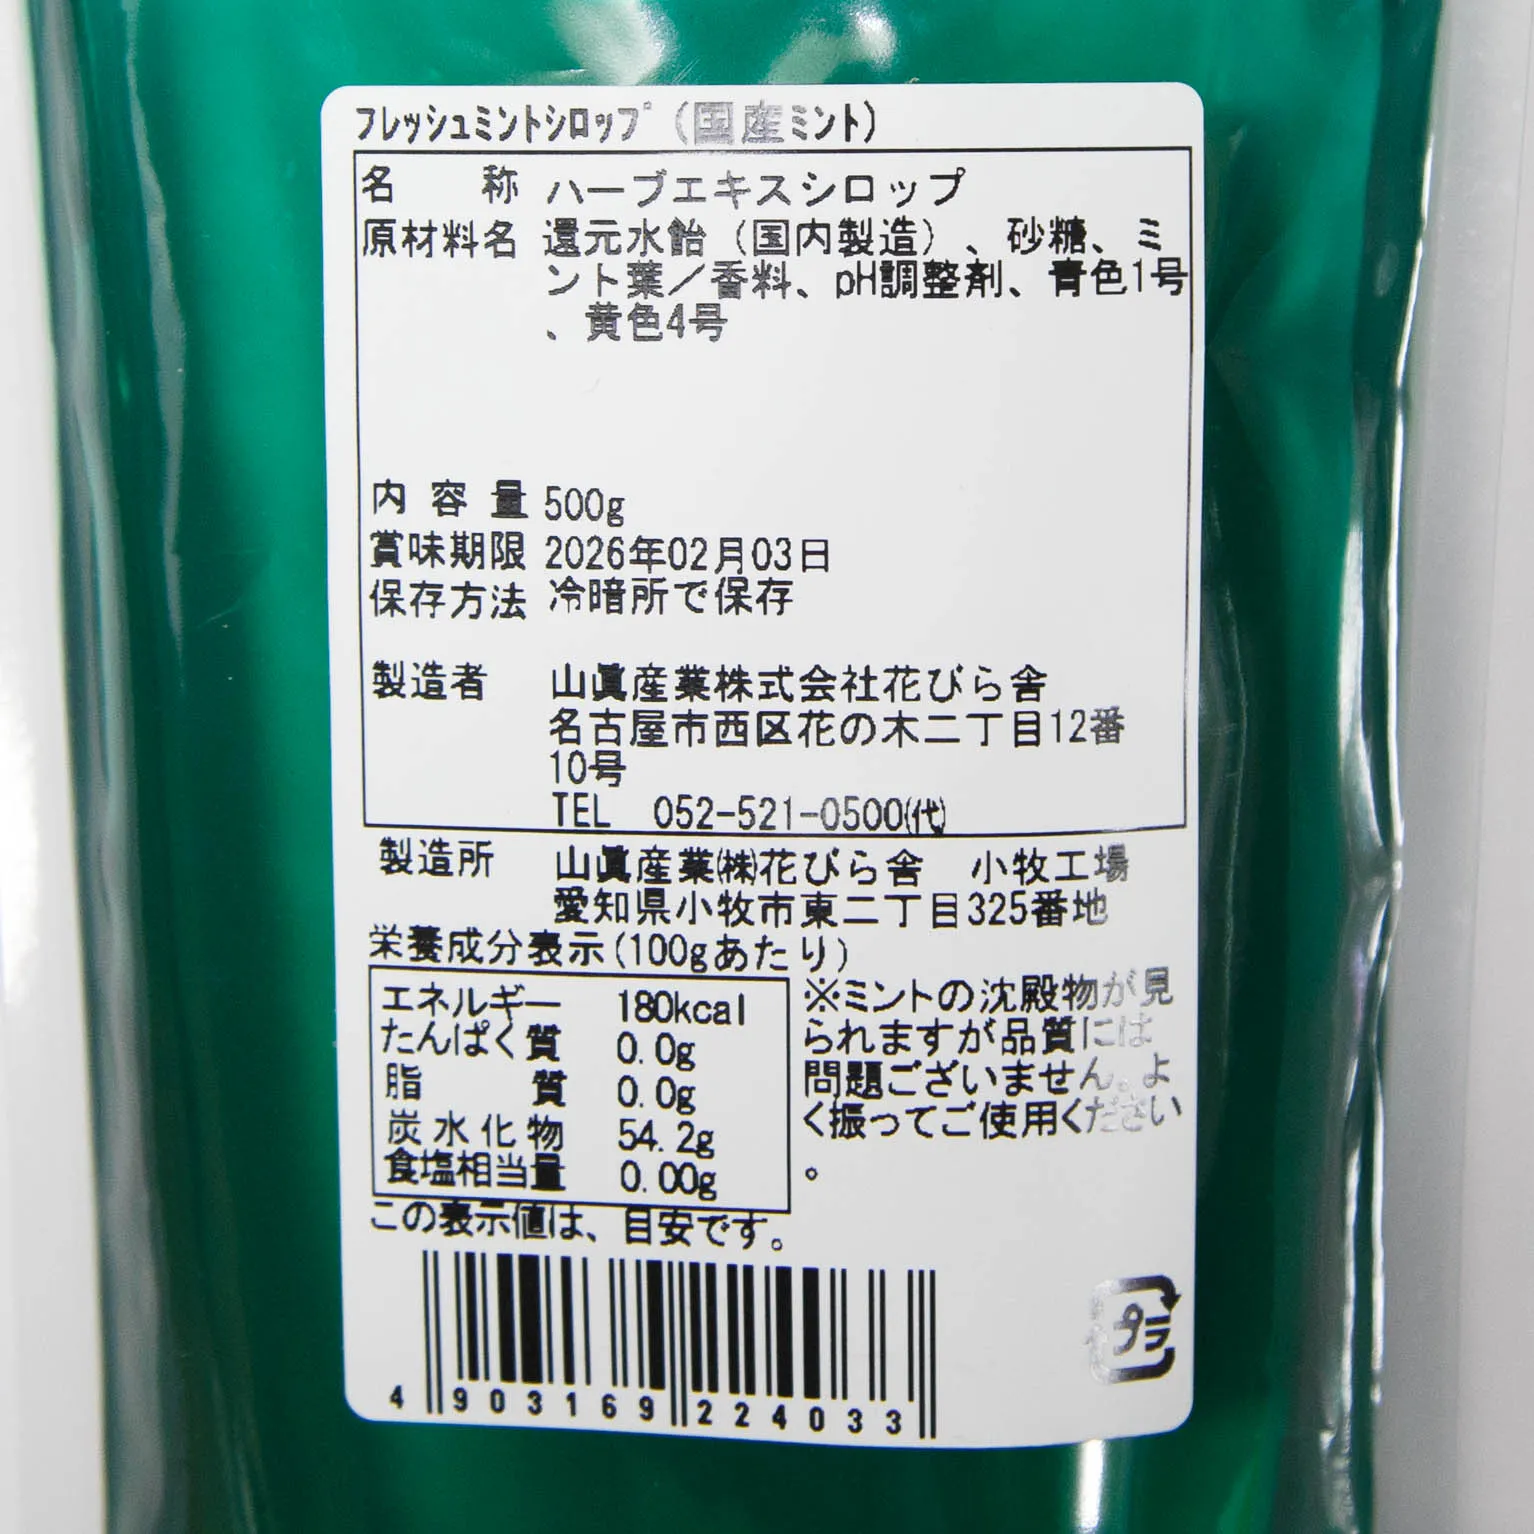 フレッシュミントシロップ（国産ミント）
名　　称 ハーブエキスシロップ
原材料名 還元水飴（国内製造）、砂糖、ミ
ント葉／香料、pH調整剤、青色1号
、黄色4号
内容量 500g
賞味期限 2026年02月03日
保存方法 冷暗所で保存
製造者 山眞産業株式会社花びら舎
名古屋市西区花の木二丁目12番
10号
TEL 052-521-0500㈹
製造所 山眞産業㈱花びら舎 小牧工場
愛知県小牧市東二丁目325番地
栄養成分表示(100gあたり)
エネルギー 180kcal
たんぱく質 0.0g
脂質 0.0g
炭水化物 54.2g
食塩相当量 0.00g
この表示値は、目安です。
※ミントの沈殿物が見
られますが品質には
問題ございません。よ
く振ってご使用ください
。
4 903169 224033
プラ